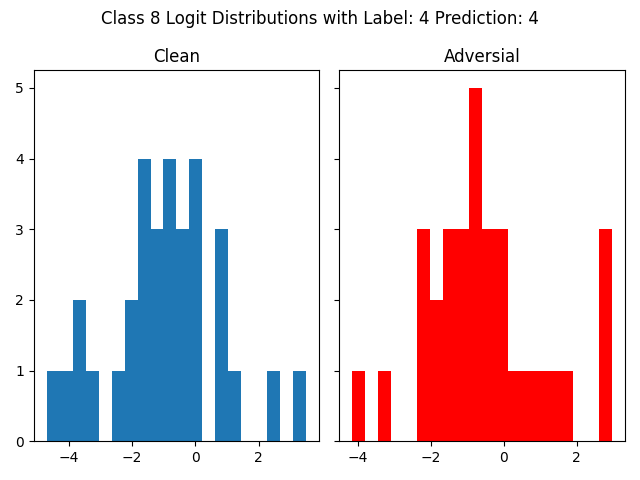 Class 8 Logit Distributions with Label: 4 Prediction: 4
Clean
Adversial
5
4
3
2
1
0
−4 −2 0 2
−4 −2 0 2